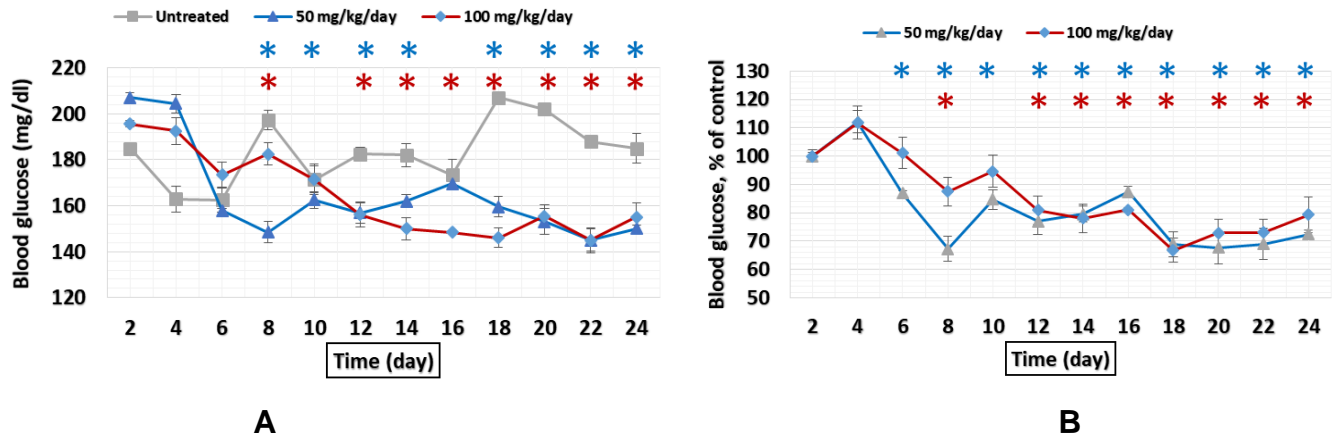 Untreated 50 mg/kg/day 100 mg/kg/day
* * * * * * * *
* * * * * * * *
Blood glucose (mg/dl)
220
200
180
160
140
120
2 4 6 8 10 12 14 16 18 20 22 24
Time (day)
A
50 mg/kg/day 100 mg/kg/day
* * * * * * * * * *
* * * * * * * *
Blood glucose, % of control
130
120
110
100
90
80
70
60
50
2 4 6 8 10 12 14 16 18 20 22 24
Time (day)
B